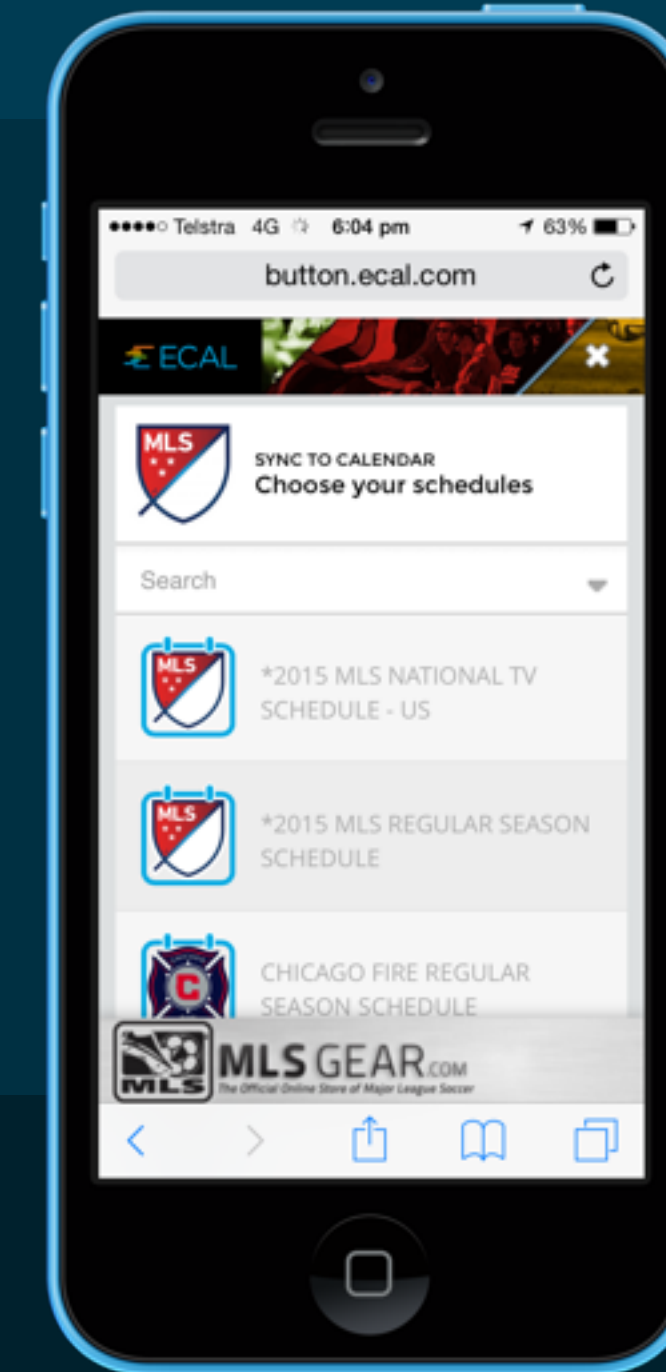 Telstra 4G 6:04 pm 63%
button.ecal.com
ECAL
MLS
SYNC TO CALENDAR
Choose your schedules
Search
MLS
*2015 MLS NATIONAL TV
SCHEDULE - US
MLS
*2015 MLS REGULAR SEASON
SCHEDULE
C
CHICAGO FIRE REGULAR
SEASON SCHEDULE
MLS
MLS GEAR.COM
The Official Online Store of Major League Soccer